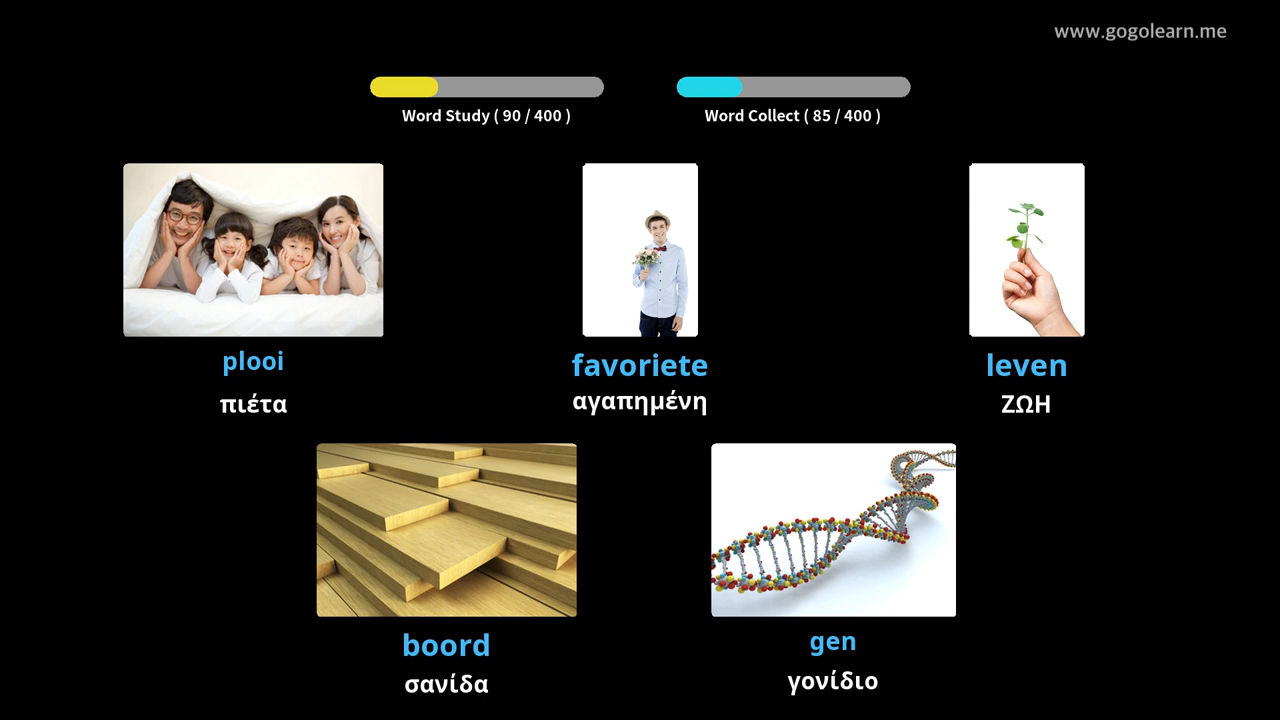 www.gogolearn.me
Word Study ( 90 / 400 )
Word Collect ( 85 / 400 )
plooi
πιέτα
favoriete
αγαπημένη
leven
ΖΩΗ
boord
σανίδα
gen
γονίδιο